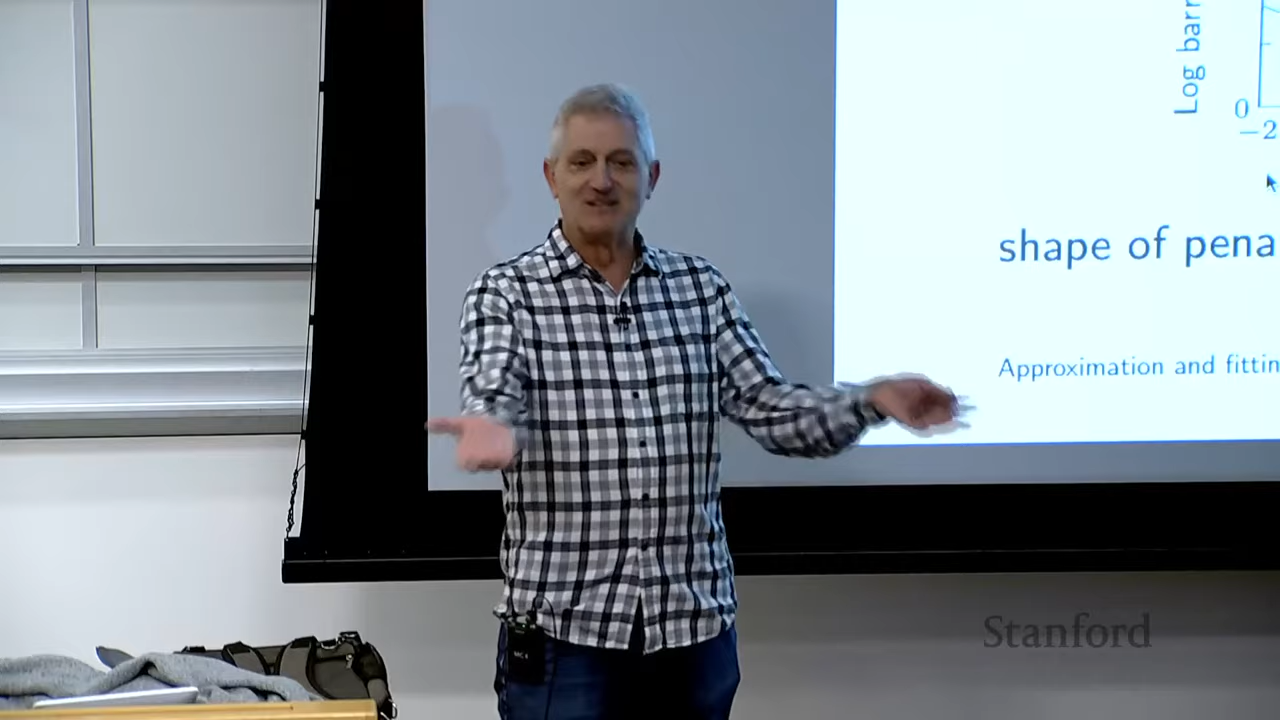 Log barr
0
−2
shape of pena
Approximation and fittin
Stanford